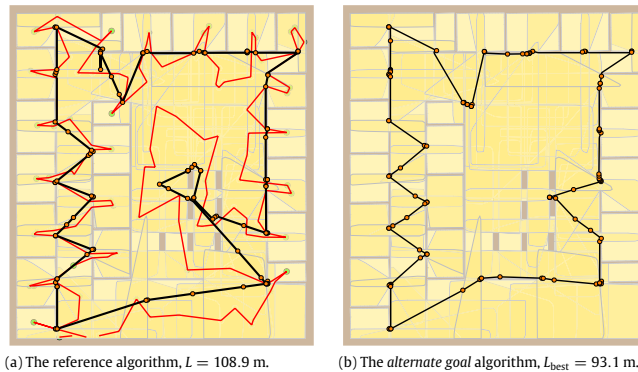 (a) The reference algorithm, L = 108.9 m.
(b) The alternate goal algorithm, L_best = 93.1 m.